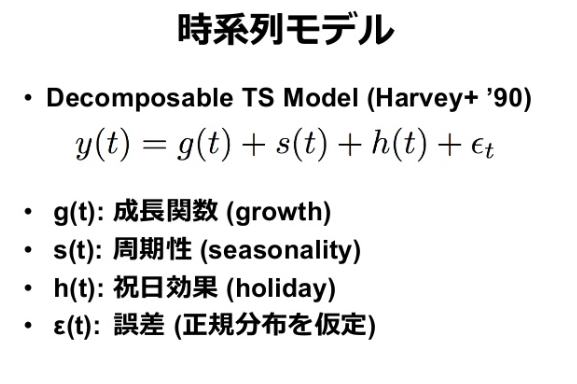 時系列モデル
• Decomposable TS Model (Harvey+ ’90)
y(t) = g(t) + s(t) + h(t) + ϵₜ
• g(t): 成長関数 (growth)
• s(t): 周期性 (seasonality)
• h(t): 祝日効果 (holiday)
• ε(t): 誤差 (正規分布を仮定)